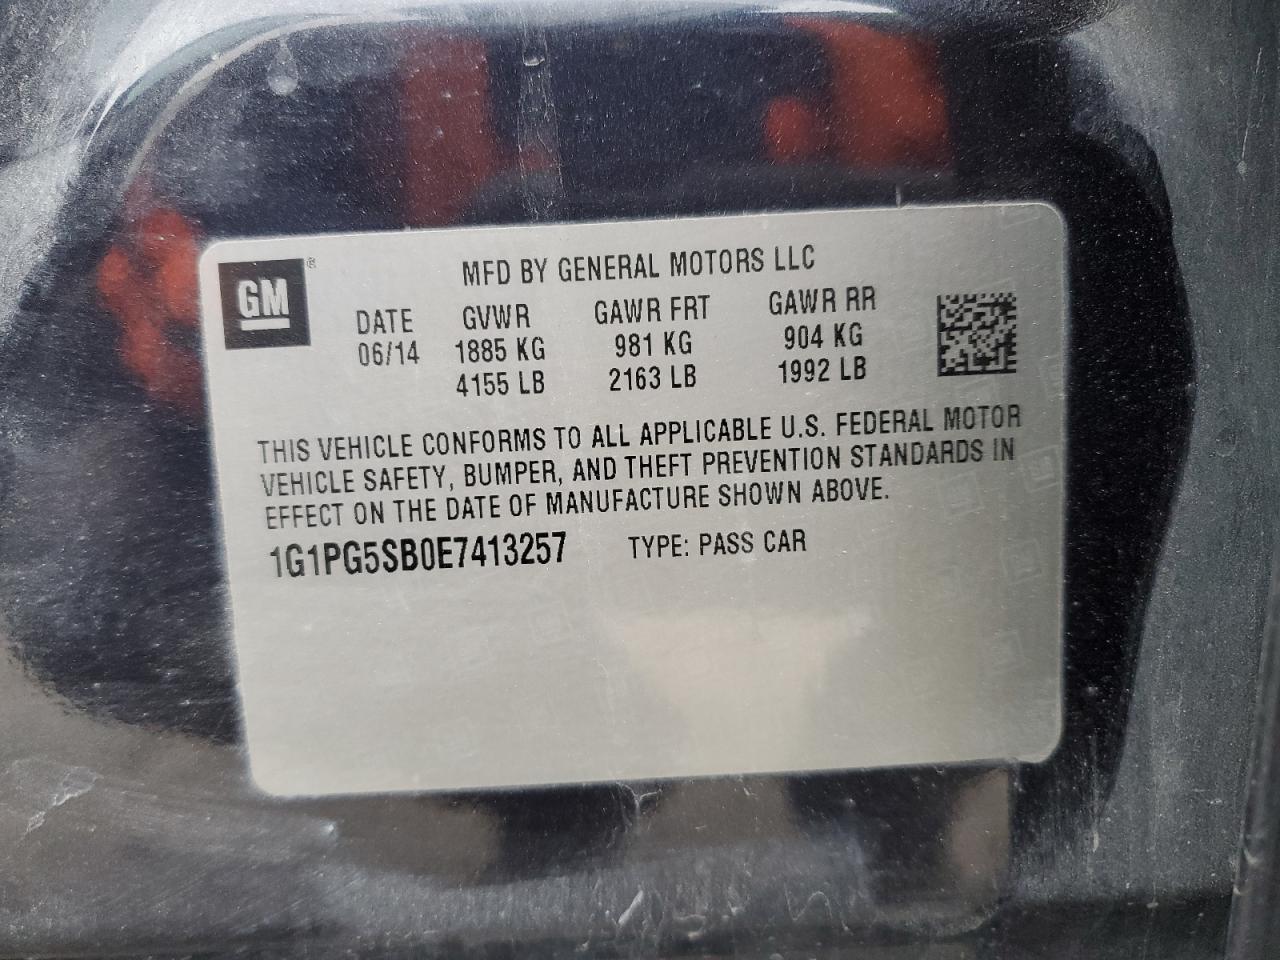 GM ®
MFD BY GENERAL MOTORS LLC
DATE GVWR GAWR FRT GAWR RR
06/14 1885 KG 981 KG 904 KG
4155 LB 2163 LB 1992 LB
THIS VEHICLE CONFORMS TO ALL APPLICABLE U.S. FEDERAL MOTOR
VEHICLE SAFETY, BUMPER, AND THEFT PREVENTION STANDARDS IN
EFFECT ON THE DATE OF MANUFACTURE SHOWN ABOVE.
1G1PG5SB0E7413257 TYPE: PASS CAR